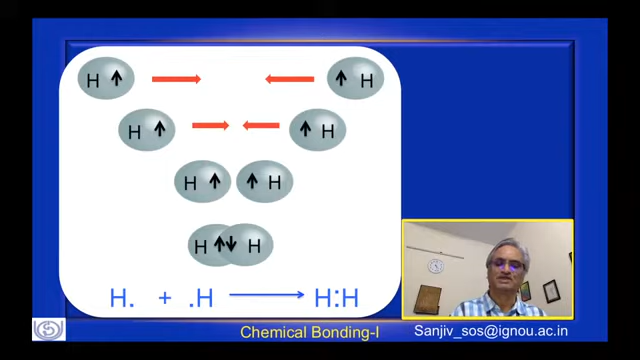 H ↑ ↑ H
H ↑ ↑ H
H ↑ ↑ H
H ↑↓ H
H. + .H ⟶ H:H
Chemical Bonding-I
Sanjiv_sos@ignou.ac.in